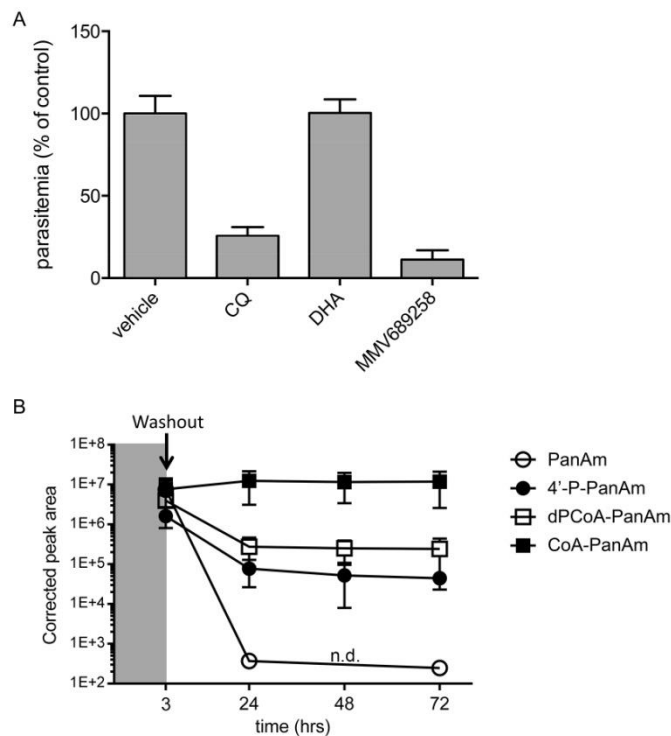 A
parasitemia (% of control)
150
100
50
0
vehicle
CQ
DHA
MMV689258
B
Washout
Corrected peak area
1E+8
1E+7
1E+6
1E+5
1E+4
1E+3
1E+2
n.d.
3
24
48
72
time (hrs)
PanAm
4'-P-PanAm
dPCoA-PanAm
CoA-PanAm